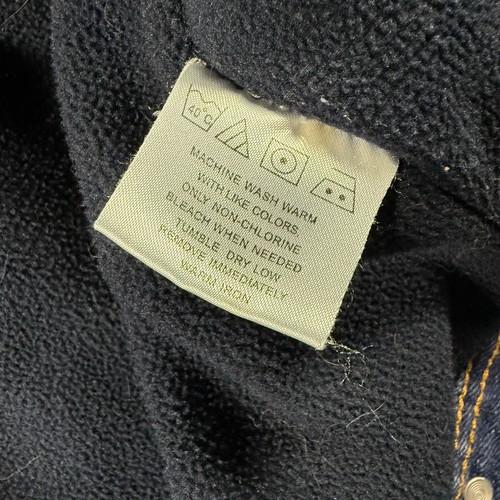 40°C
MACHINE WASH WARM
WITH LIKE COLORS
ONLY NON-CHLORINE
BLEACH WHEN NEEDED
TUMBLE DRY LOW
REMOVE IMMEDIATELY
WARM IRON